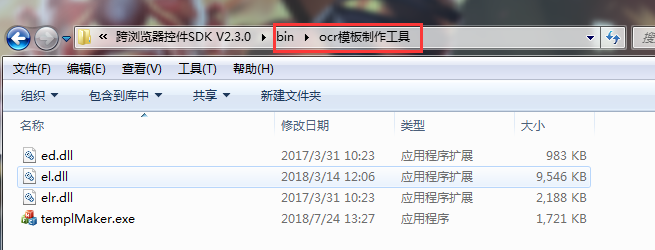 « 跨浏览器控件SDK V2.3.0 ▸ bin ▸ ocr模板制作工具
文件(F) 编辑(E) 查看(V) 工具(T) 帮助(H)
组织 包含到库中 共享 新建文件夹
名称 修改日期 类型 大小
ed.dll 2017/3/31 10:23 应用程序扩展 983 KB
el.dll 2018/3/14 12:06 应用程序扩展 9,546 KB
elr.dll 2017/3/31 10:23 应用程序扩展 2,188 KB
templMaker.exe 2018/7/24 13:27 应用程序 1,721 KB